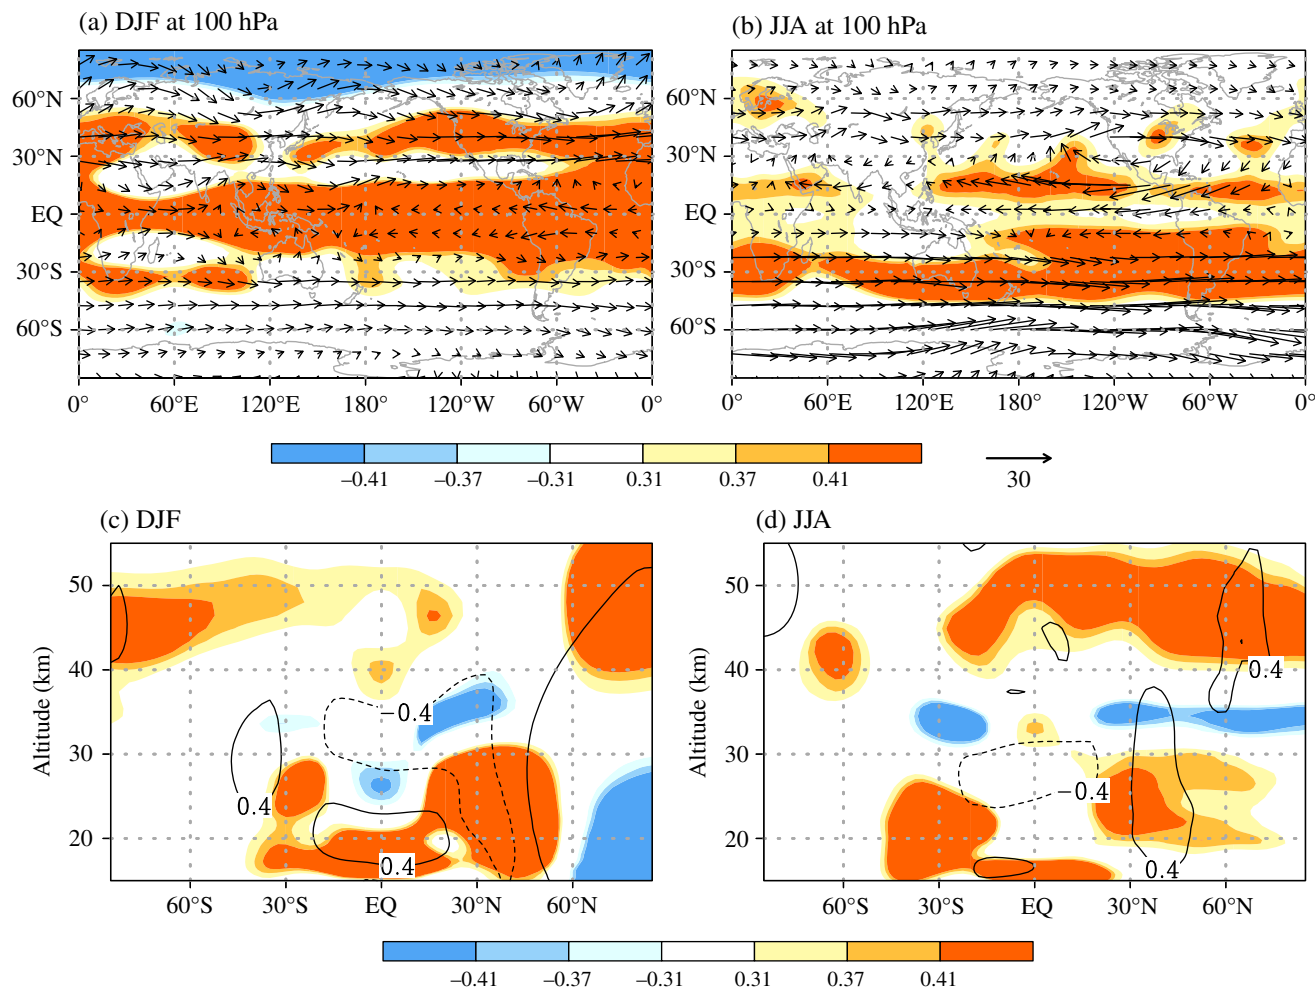 (a) DJF at 100 hPa
(b) JJA at 100 hPa
60°N
30°N
EQ
30°S
60°S
0° 60°E 120°E 180° 120°W 60°W 0°
60°N
30°N
EQ
30°S
60°S
0° 60°E 120°E 180° 120°W 60°W 0°
–0.41 –0.37 –0.31 0.31 0.37 0.41
30
(c) DJF
(d) JJA
Altitude (km)
50
40
30
20
−0.4
0.4
0.4
60°S 30°S EQ 30°N 60°N
Altitude (km)
50
40
30
20
0.4
−0.4
0.4
60°S 30°S EQ 30°N 60°N
–0.41 –0.37 –0.31 0.31 0.37 0.41